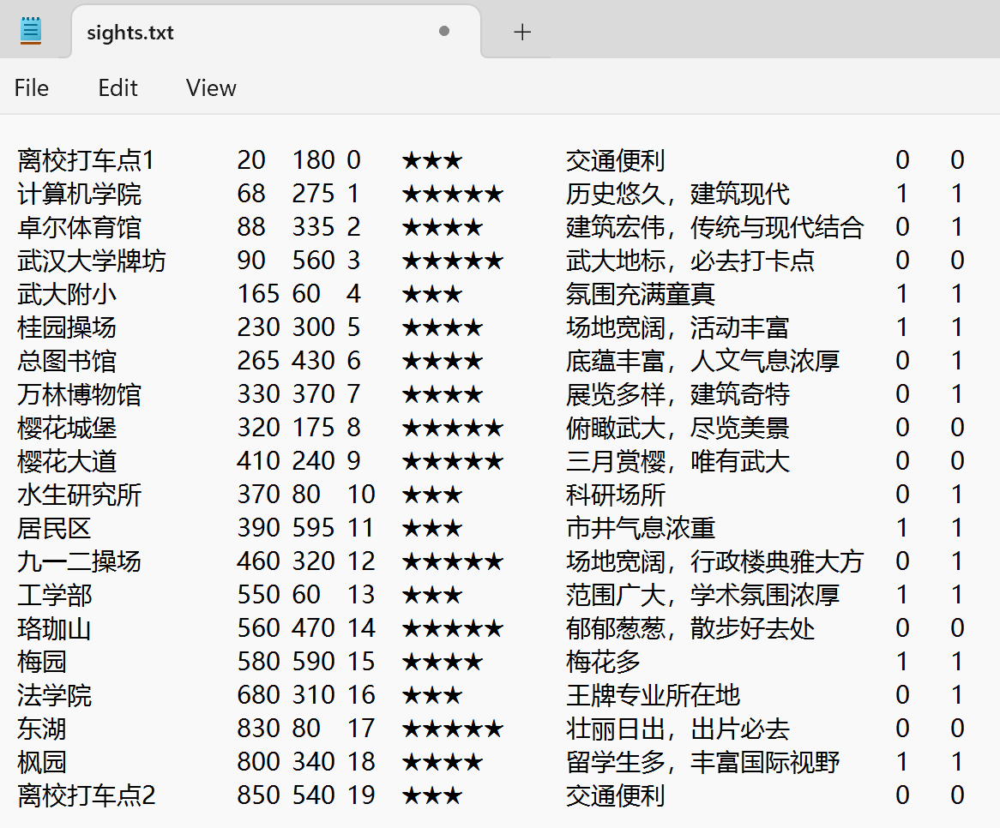 sights.txt
File Edit View
离校打车点1 20 180 0 ★★★ 交通便利 0 0
计算机学院 68 275 1 ★★★★★ 历史悠久，建筑现代 1 1
卓尔体育馆 88 335 2 ★★★★ 建筑宏伟，传统与现代结合 0 1
武汉大学牌坊 90 560 3 ★★★★★ 武大地标，必去打卡点 0 0
武大附小 165 60 4 ★★★ 氛围充满童真 1 1
桂园操场 230 300 5 ★★★★ 场地宽阔，活动丰富 1 1
总图书馆 265 430 6 ★★★★ 底蕴丰富，人文气息浓厚 0 1
万林博物馆 330 370 7 ★★★★ 展览多样，建筑奇特 0 1
樱花城堡 320 175 8 ★★★★★ 俯瞰武大，尽览美景 0 0
樱花大道 410 240 9 ★★★★★ 三月赏樱，唯有武大 0 0
水生研究所 370 80 10 ★★★ 科研场所 0 1
居民区 390 595 11 ★★★ 市井气息浓重 1 1
九一二操场 460 320 12 ★★★★★ 场地宽阔，行政楼典雅大方 0 1
工学部 550 60 13 ★★★ 范围广大，学术氛围浓厚 1 1
珞珈山 560 470 14 ★★★★★ 郁郁葱葱，散步好去处 0 0
梅园 580 590 15 ★★★★ 梅花多 1 1
法学院 680 310 16 ★★★ 王牌专业所在地 0 1
东湖 830 80 17 ★★★★★ 壮丽日出，出片必去 0 0
枫园 800 340 18 ★★★★ 留学生多，丰富国际视野 1 1
离校打车点2 850 540 19 ★★★ 交通便利 0 0